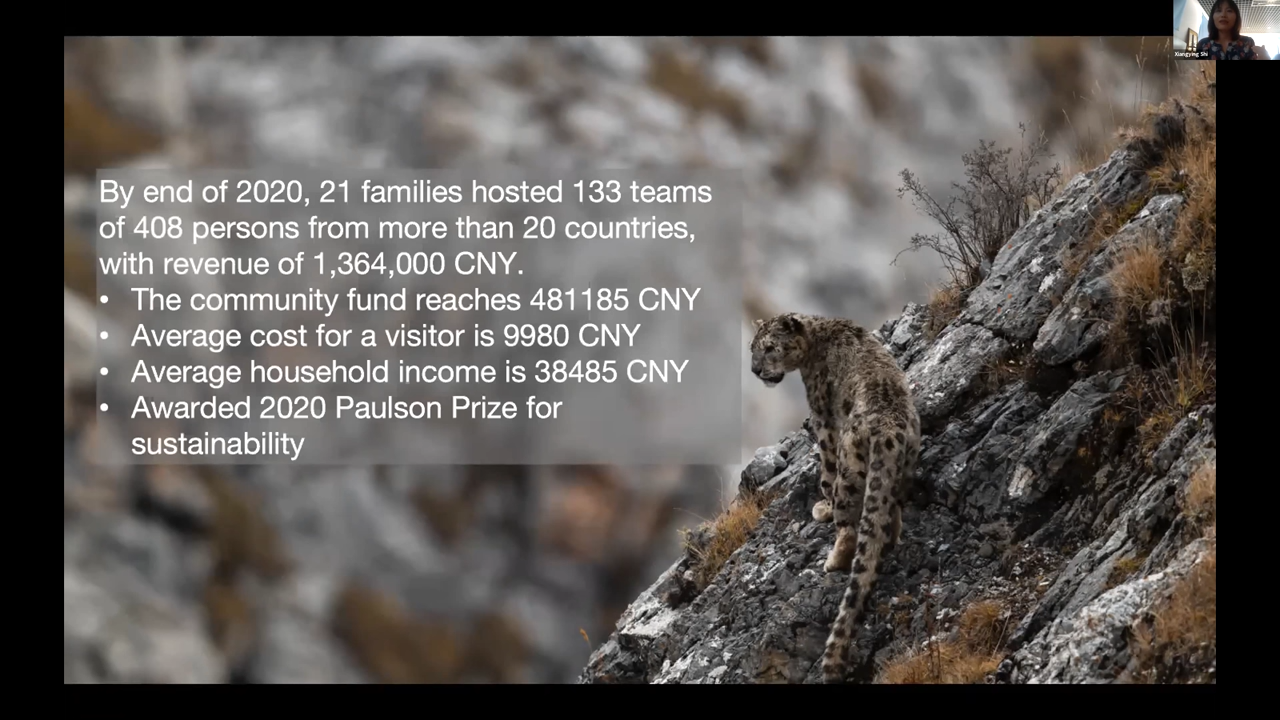 Xiangying Shi
By end of 2020, 21 families hosted 133 teams
of 408 persons from more than 20 countries,
with revenue of 1,364,000 CNY.
• The community fund reaches 481185 CNY
• Average cost for a visitor is 9980 CNY
• Average household income is 38485 CNY
• Awarded 2020 Paulson Prize for
sustainability